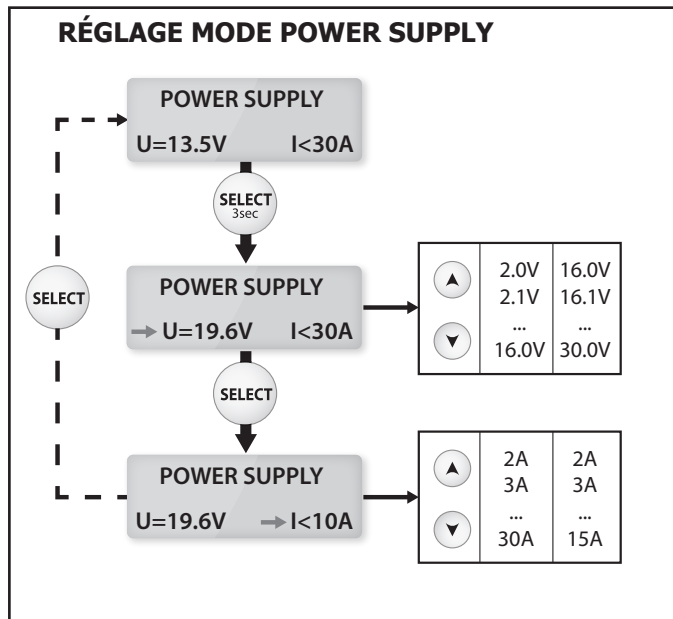 RÉGLAGE MODE POWER SUPPLY
POWER SUPPLY
U=13.5V I<30A
SELECT
3sec
SELECT
POWER SUPPLY
U=19.6V I<30A
2.0V 16.0V
2.1V 16.1V
... ...
16.0V 30.0V
SELECT
POWER SUPPLY
U=19.6V I<10A
2A 2A
3A 3A
... ...
30A 15A